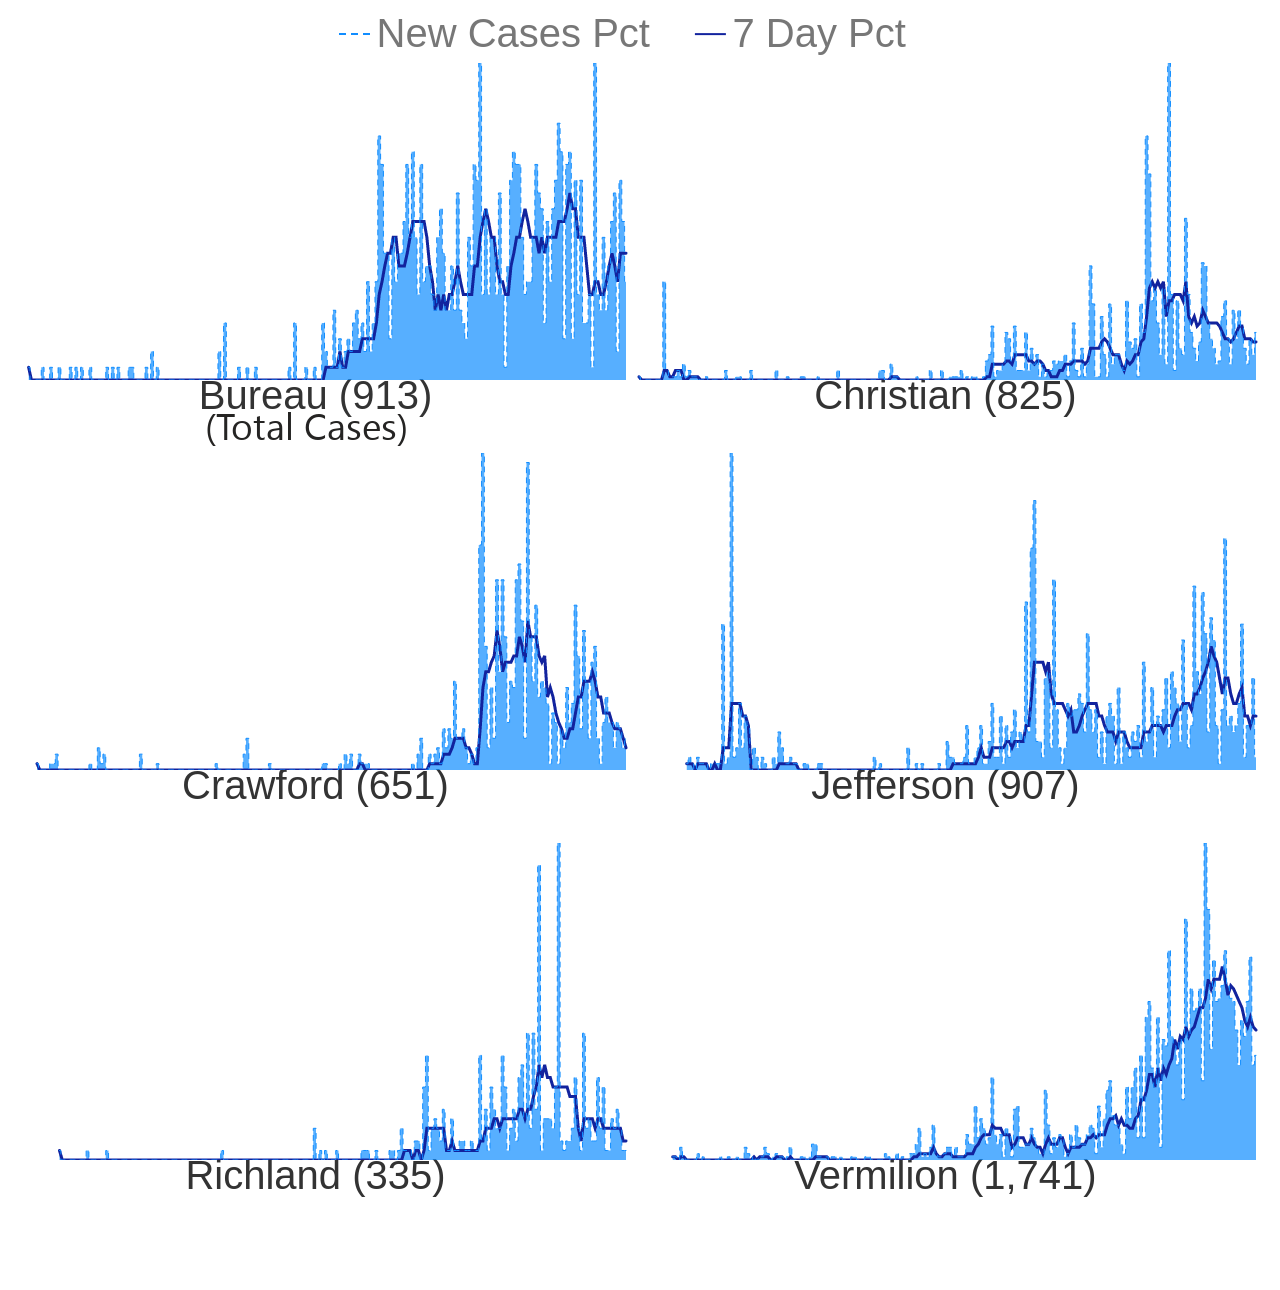 New Cases Pct 7 Day Pct
Bureau (913) Christian (825)
(Total Cases)
Crawford (651) Jefferson (907)
Richland (335) Vermilion (1,741)